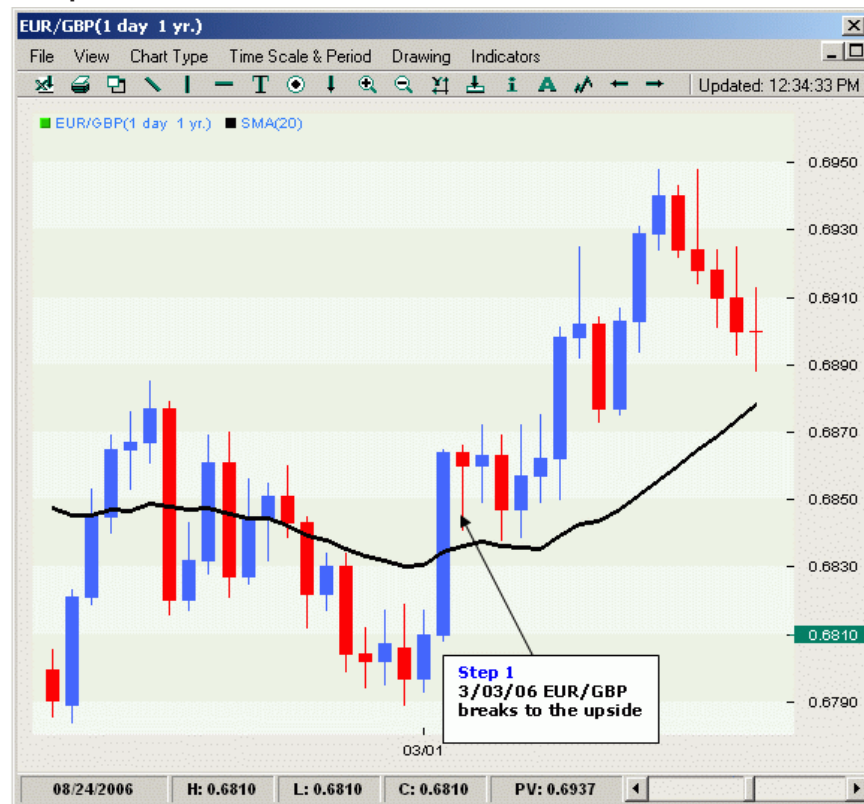 EUR/GBP(1 day 1 yr.)
File View Chart Type Time Scale & Period Drawing Indicators
T i A Updated: 12:34:33 PM
EUR/GBP(1 day 1 yr.) SMA(20)
0.6950
0.6930
0.6910
0.6890
0.6870
0.6850
0.6830
0.6810
0.6790
Step 1
3/03/06 EUR/GBP
breaks to the upside
03/01
08/24/2006 H: 0.6810 L: 0.6810 C: 0.6810 PV: 0.6937